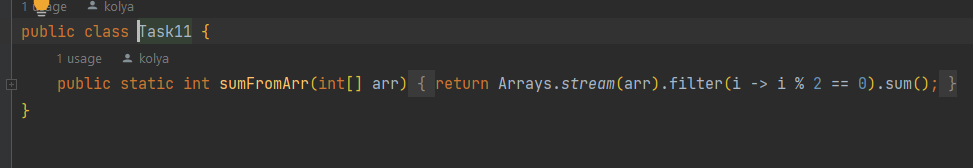 1 usage kolya
public class Task11 {
1 usage kolya
public static int sumFromArr(int[] arr) { return Arrays.stream(arr).filter(i -> i % 2 == 0).sum(); }
}